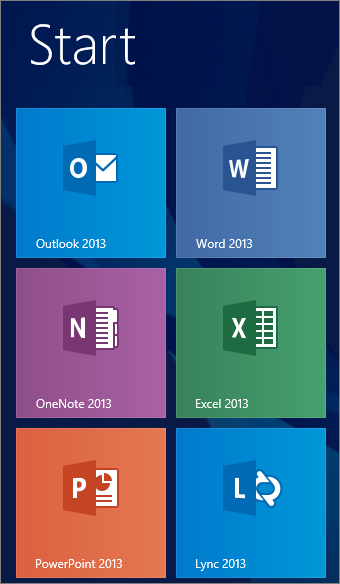 Start
O
W
Outlook 2013
Word 2013
N
X
OneNote 2013
Excel 2013
P
L
PowerPoint 2013
Lync 2013